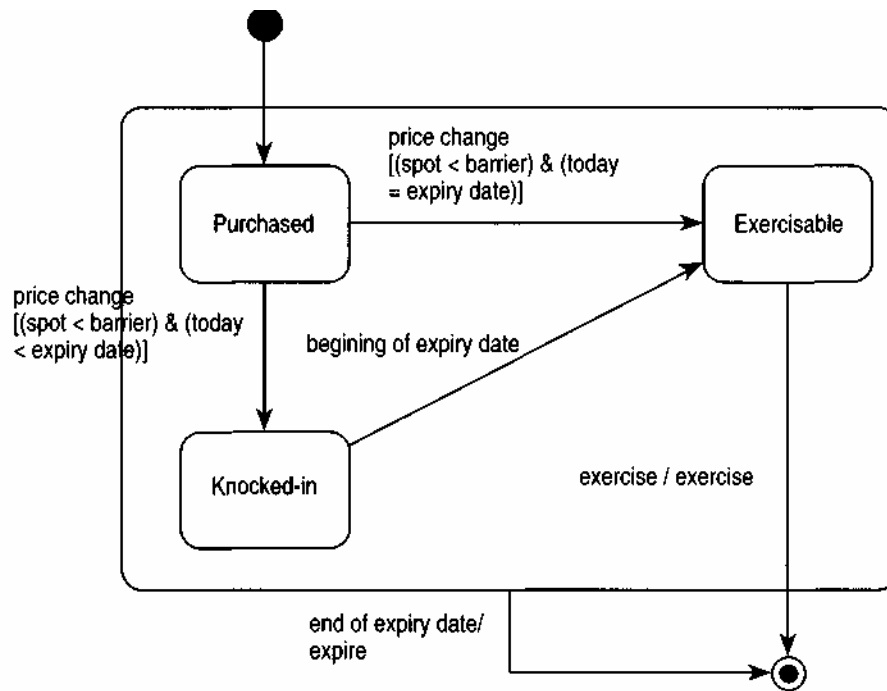 price change
[(spot < barrier) & (today
= expiry date)]
Purchased
Exercisable
price change
[(spot < barrier) & (today
< expiry date)]
begining of expiry date
Knocked-in
exercise / exercise
end of expiry date/
expire